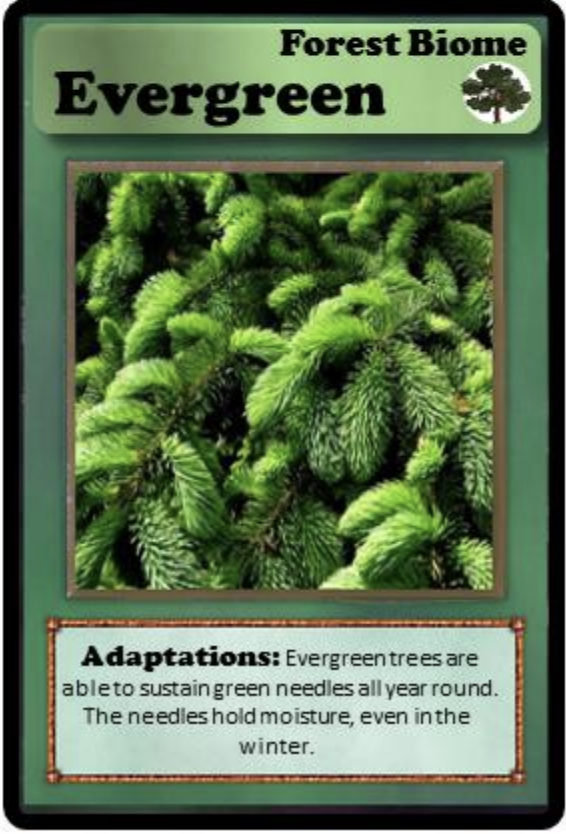 Forest Biome
Evergreen
Adaptations: Evergreen trees are
able to sustain green needles all year round.
The needles hold moisture, even in the
winter.